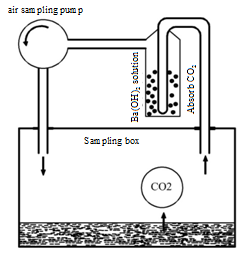 air sampling pump
Ba(OH)₂ solution
Absorb CO₂
Sampling box
CO2